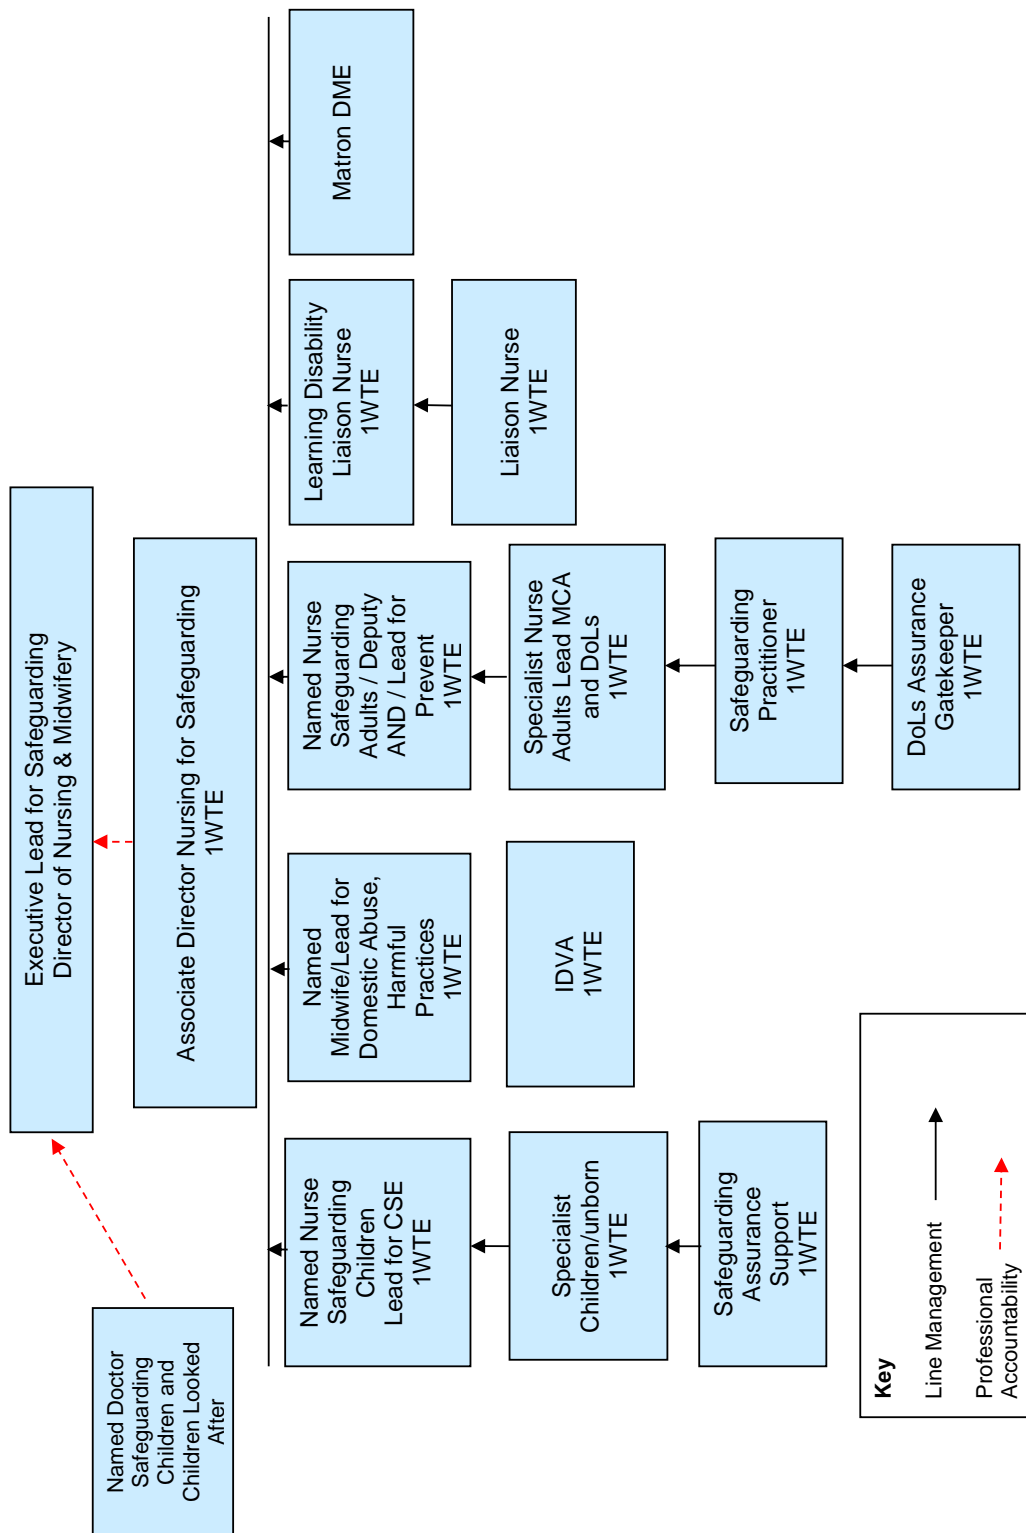 Executive Lead for Safeguarding
Director of Nursing & Midwifery
Named Doctor
Safeguarding
Children and
Children Looked
After
Associate Director Nursing for Safeguarding
1WTE
Named Nurse
Safeguarding
Children
Lead for CSE
1WTE
Named
Midwife/Lead for
Domestic Abuse,
Harmful
Practices
1WTE
Named Nurse
Safeguarding
Adults / Deputy
AND / Lead for
Prevent
1WTE
Learning Disability
Liaison Nurse
1WTE
Matron DME
Specialist
Children/unborn
1WTE
IDVA
1WTE
Specialist Nurse
Adults Lead MCA
and DoLs
1WTE
Liaison Nurse
1WTE
Safeguarding
Assurance
Support
1WTE
Safeguarding
Practitioner
1WTE
DoLs Assurance
Gatekeeper
1WTE
Key
Line Management
Professional
Accountability